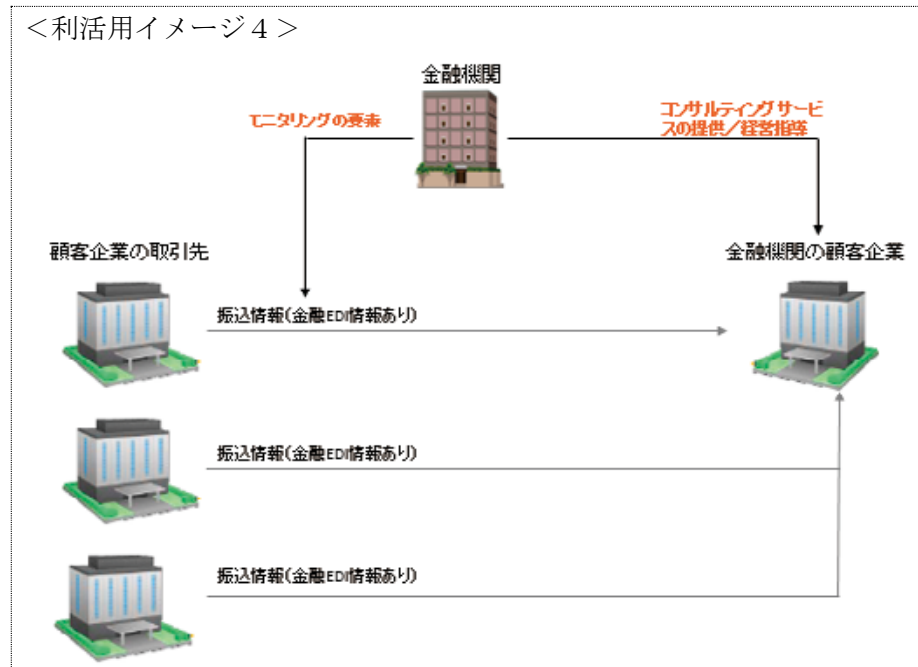 ＜利活用イメージ４＞
金融機関
モニタリングの要素
コンサルティングサービ
スの提供／経営指導
顧客企業の取引先
金融機関の顧客企業
振込情報(金融EDI情報あり)
振込情報(金融EDI情報あり)
振込情報(金融EDI情報あり)